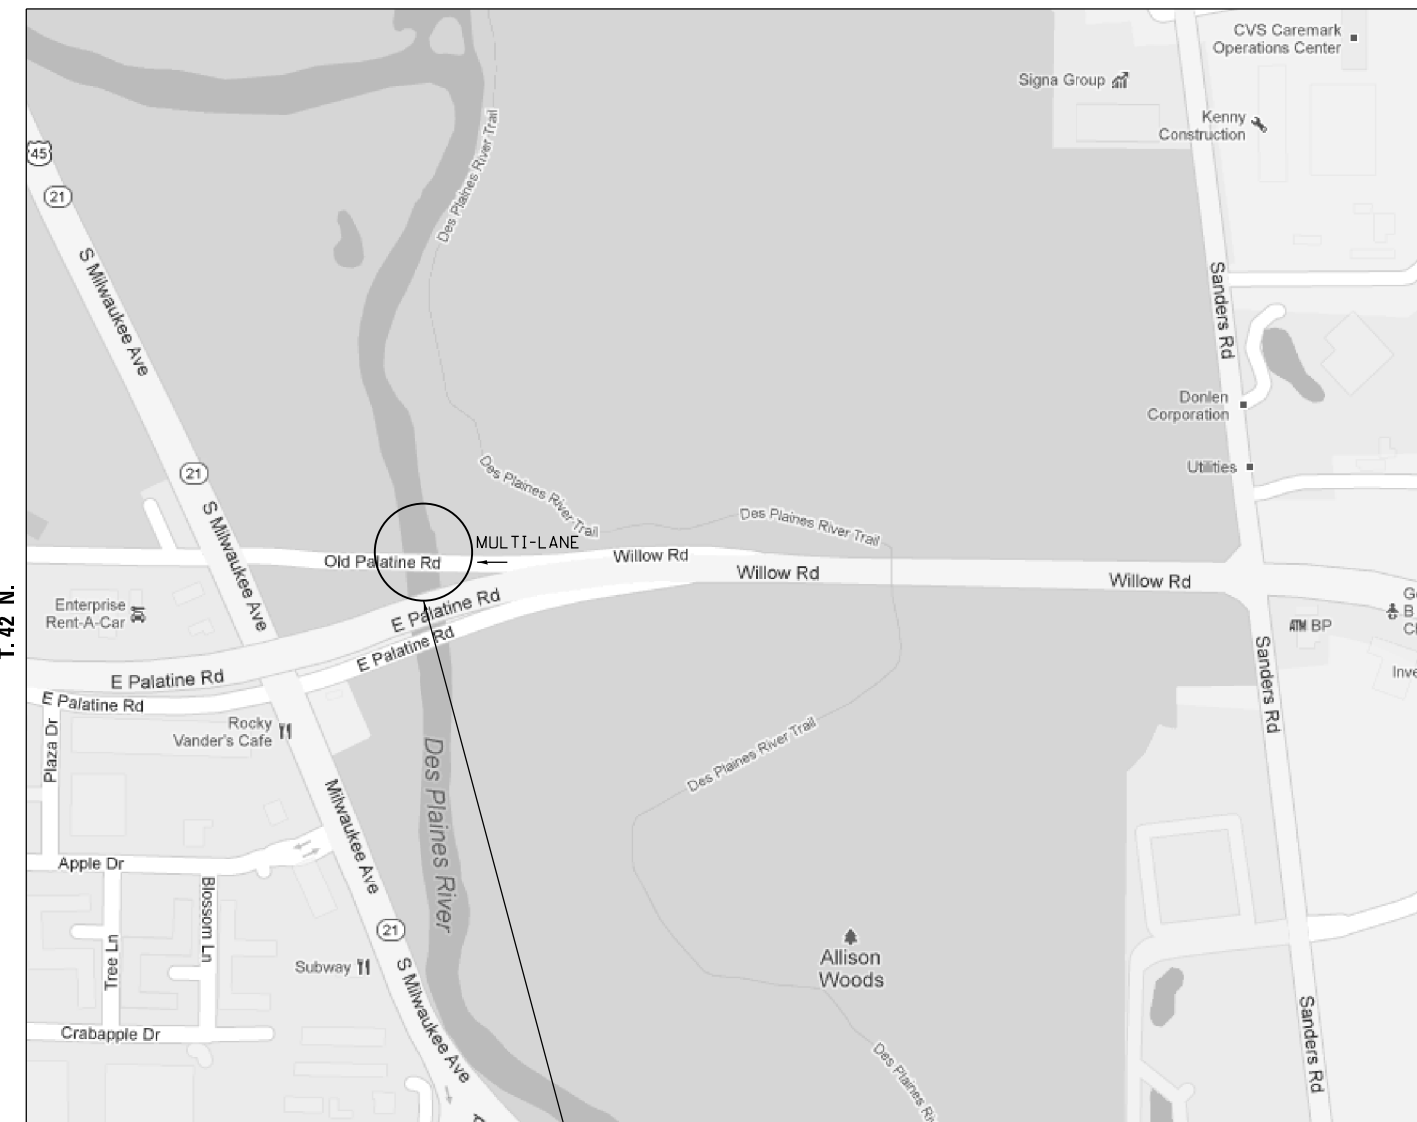 CVS Caremark
Operations Center
Signa Group
Kenny
Construction
Des Plaines River Trail
45
21
S Milwaukee Ave
Sanders Rd
Donlen
Corporation
Utilities
21
S Milwaukee Ave
Des Plaines River Trail
Des Plaines River Trail
MULTI-LANE
Old Palatine Rd
Willow Rd
Willow Rd
Willow Rd
T. 42 N.
Enterprise
Rent-A-Car
E Palatine Rd
E Palatine Rd
ATM BP
Sanders Rd
E Palatine Rd
E Palatine Rd
Rocky
Vander's Cafe
Plaza Dr
Des Plaines River Trail
Des Plaines River
Milwaukee Ave
Apple Dr
Blossom Ln
Tree Ln
21
Subway
S Milwaukee Ave
Allison
Woods
Crabapple Dr
Sanders Rd
Des Plaines Riv